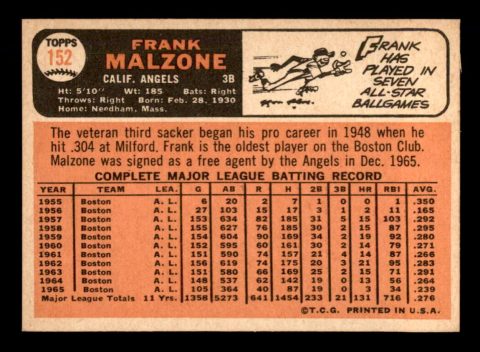 TOPPS
152
FRANK
MALZONE
CALIF. ANGELS 3B
Ht: 5'10" Wt: 185 Bats: Right
Throws: Right Born: Feb. 28, 1930
Home: Needham, Mass.
FRANK
HAS
PLAYED IN
SEVEN
ALL-STAR
BALLGAMES
The veteran third sacker began his pro career in 1948 when he
hit .304 at Milford. Frank is the oldest player on the Boston Club.
Malzone was signed as a free agent by the Angels in Dec. 1965.
COMPLETE MAJOR LEAGUE BATTING RECORD
YEAR TEAM LEA. G AB R H 2B 3B HR RBI AVG.
1955 Boston A. L. 6 20 2 7 1 0 0 1 .350
1956 Boston A. L. 27 103 15 17 3 1 2 11 .165
1957 Boston A. L. 153 634 82 185 31 5 15 103 .292
1958 Boston A. L. 155 627 76 185 30 2 15 87 .295
1959 Boston A. L. 154 604 90 169 34 2 19 92 .280
1960 Boston A. L. 152 595 60 161 30 2 14 79 .271
1961 Boston A. L. 151 590 74 157 21 4 14 87 .266
1962 Boston A. L. 156 619 74 175 20 3 21 95 .283
1963 Boston A. L. 151 580 66 169 25 2 15 71 .291
1964 Boston A. L. 148 537 62 142 19 0 13 56 .264
1965 Boston A. L. 105 364 40 87 20 0 3 34 .239
Major League Totals 11 Yrs. 1358 5273 641 1454 233 21 131 716 .276
©T.C.G. PRINTED IN U.S.A.